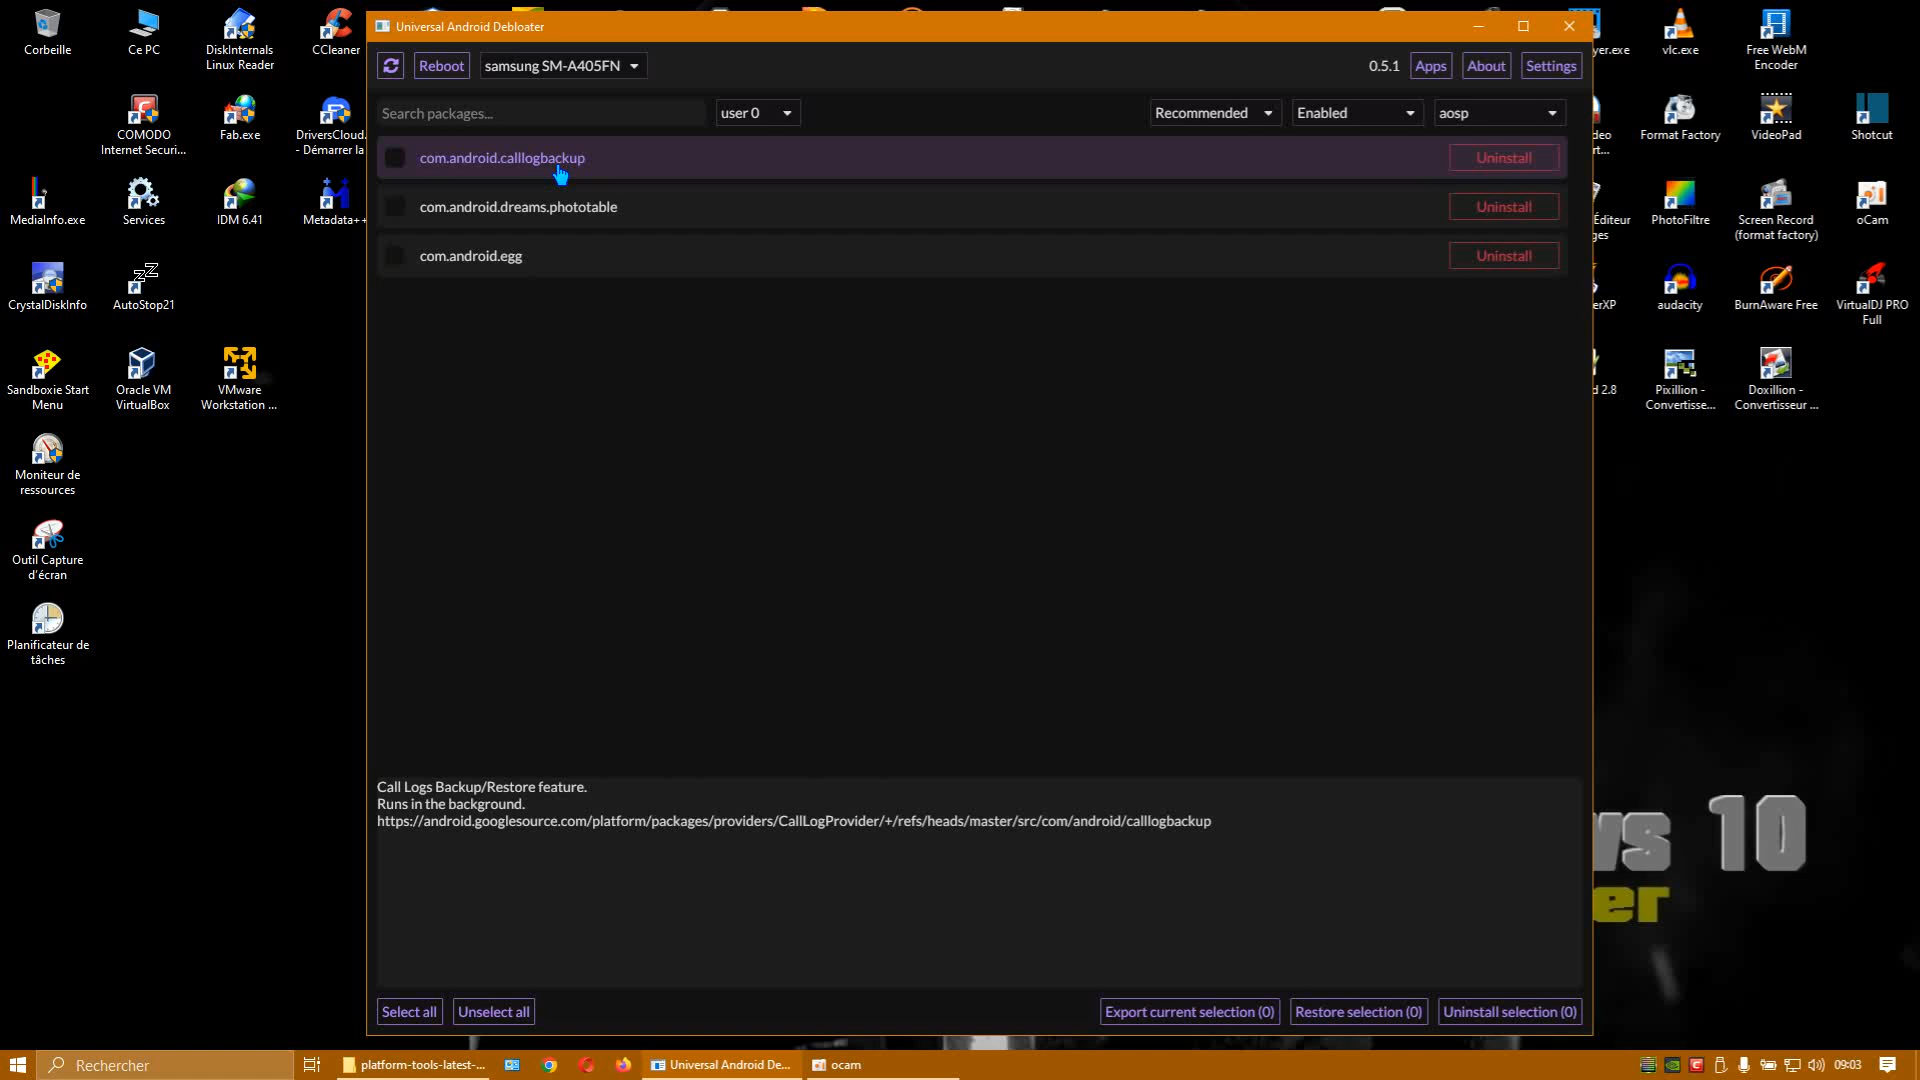 Corbeille
Ce PC
DiskInternals
Linux Reader
CCleaner
COMODO
Internet Securi...
Fab.exe
DriversCloud.
- Démarrer la
MediaInfo.exe
Services
IDM 6.41
Metadata++
CrystalDiskInfo
AutoStop21
Sandboxie Start
Menu
Oracle VM
VirtualBox
VMware
Workstation ...
Moniteur de
ressources
Outil Capture
d'écran
Planificateur de
tâches
Universal Android Debloater
Reboot
samsung SM-A405FN
0.5.1
Apps
About
Settings
Search packages...
user 0
Recommended
Enabled
aosp
com.android.calllogbackup
Uninstall
com.android.dreams.phototable
Uninstall
com.android.egg
Uninstall
Call Logs Backup/Restore feature.
Runs in the background.
https://android.googlesource.com/platform/packages/providers/CallLogProvider/+/refs/heads/master/src/com/android/calllogbackup
Select all
Unselect all
Export current selection (0)
Restore selection (0)
Uninstall selection (0)
yer.exe
vlc.exe
Free WebM
Encoder
deo
rt...
Format Factory
VideoPad
Shotcut
Éditeur
ges
PhotoFiltre
Screen Record
(format factory)
oCam
erXP
audacity
BurnAware Free
VirtualDJ PRO
Full
d 2.8
Pixillion -
Convertisse...
Doxillion -
Convertisseur ...
ws 10
er
Rechercher
platform-tools-latest-...
Universal Android De...
ocam
09:03